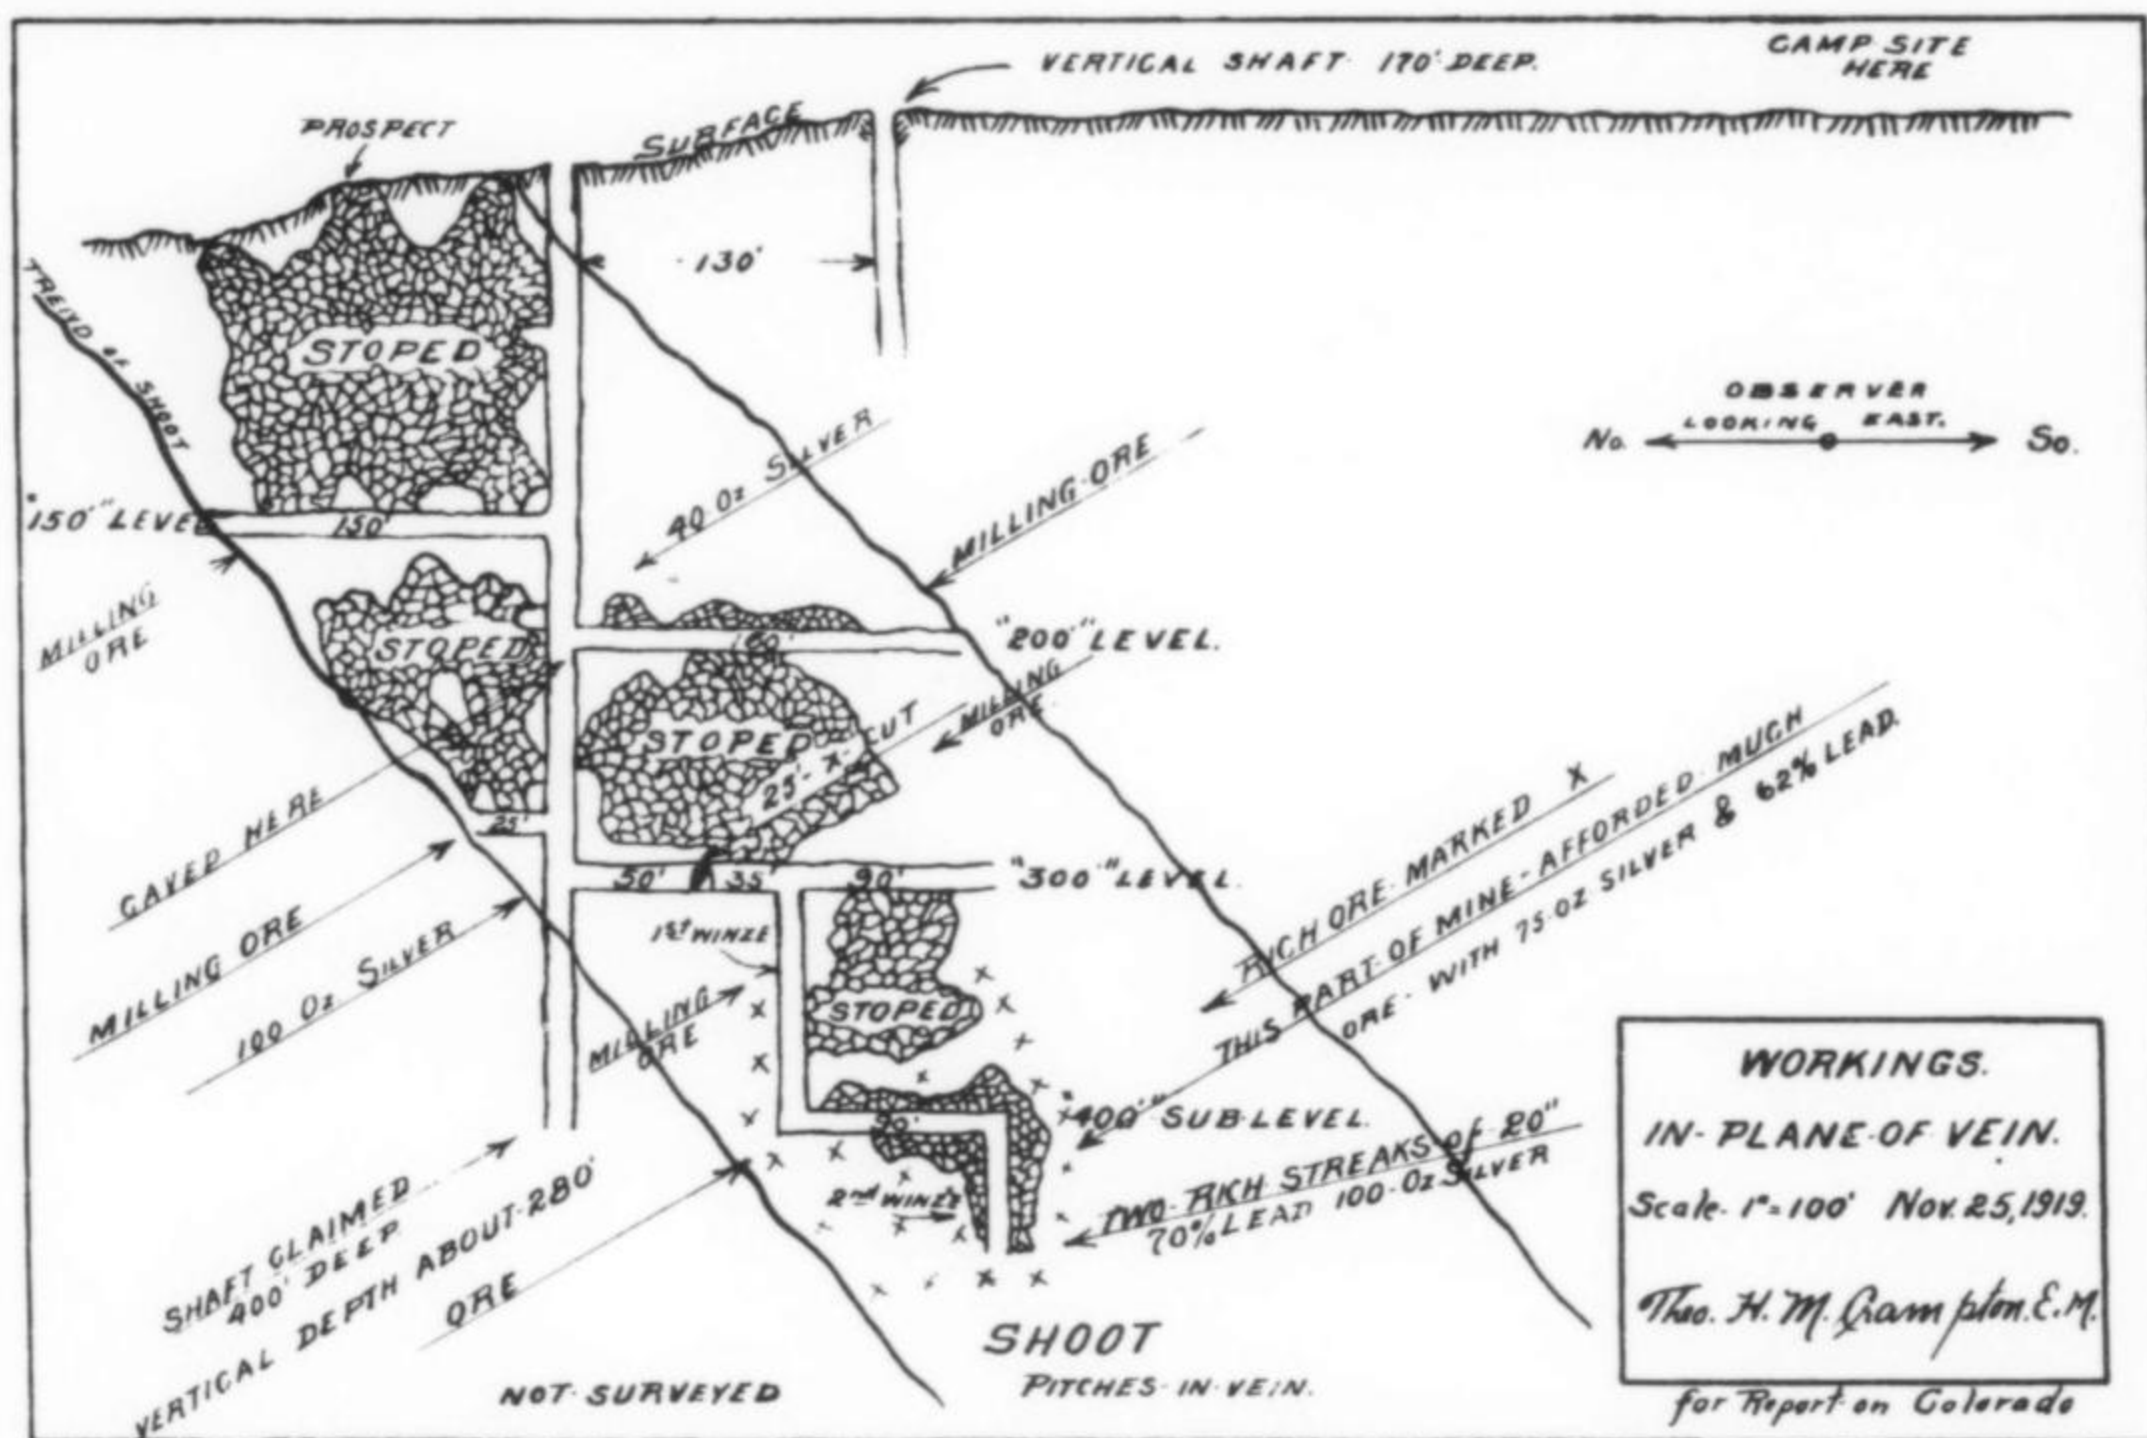 VERTICAL SHAFT 170' DEEP.
CAMP SITE
HERE
PROSPECT
SURFACE
130'
TREND OF SHOOT
STOPED
OBSERVER
LOOKING EAST.
No. So.
40 Oz SILVER
MILLING ORE
"150'" LEVEL
150'
MILLING
ORE
STOPED
"200'" LEVEL.
STOPED
25'- X-CUT
MILLING
ORE
CAVED HERE
25'
MILLING ORE
100 Oz SILVER
50' 35' 90'
"300'" LEVEL.
1st WINZE
MILLING
ORE
STOPED
RICH ORE MARKED X
THIS PART OF MINE - AFFORDED MUCH
ORE - WITH 75 OZ SILVER & 62% LEAD.
"400'" SUB-LEVEL.
2nd WINZE
TWO RICH STREAKS of 20"
70% LEAD 100-Oz SILVER
SHAFT CLAIMED
400' DEEP
VERTICAL DEPTH ABOUT 280'
ORE
NOT SURVEYED
SHOOT
PITCHES-IN-VEIN.
WORKINGS.
IN-PLANE-OF VEIN.
Scale-1"=100' Nov. 25, 1919.
Theo. H. M. Crampton. E. M.
for Report on Colorado